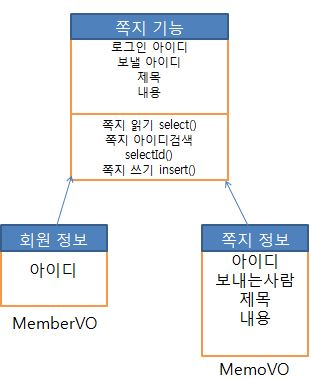 쪽지 기능
로그인 아이디
보낼 아이디
제목
내용
쪽지 읽기 select()
쪽지 아이디검색
selectId()
쪽지 쓰기 insert()
회원 정보
아이디
MemberVO
쪽지 정보
아이디
보내는사람
제목
내용
MemoVO